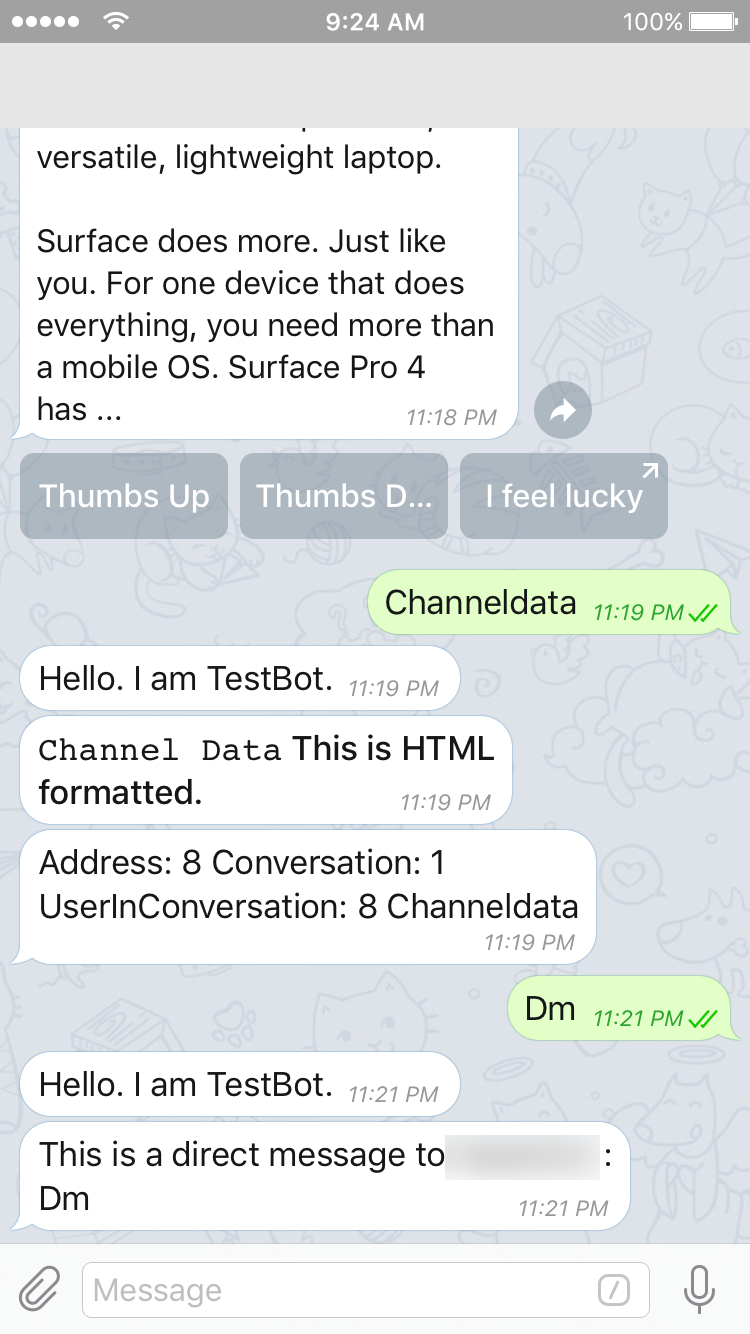 9:24 AM
100%
versatile, lightweight laptop.
Surface does more. Just like
you. For one device that does
everything, you need more than
a mobile OS. Surface Pro 4
has ...
11:18 PM
Thumbs Up
Thumbs D...
I feel lucky
Channeldata
11:19 PM
Hello. I am TestBot.
11:19 PM
Channel Data This is HTML
formatted.
11:19 PM
Address: 8 Conversation: 1
UserInConversation: 8 Channeldata
11:19 PM
Dm
11:21 PM
Hello. I am TestBot.
11:21 PM
This is a direct message to :
Dm
11:21 PM
Message
/